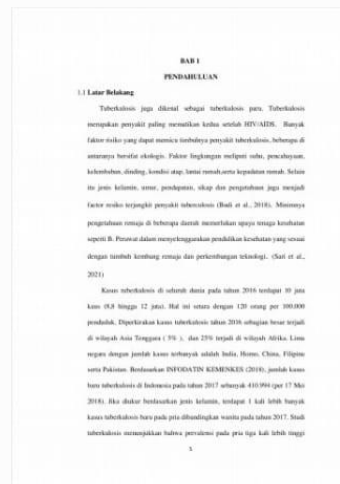 BAB 1
PENDAHULUAN
1.1 Latar Belakang
Tuberkulosis juga dikenal sebagai tuberkulosis paru. Tuberkulosis
merupakan penyakit paling mematikan kedua setelah HIV/AIDS. Banyak
faktor risiko yang dapat memicu timbulnya penyakit tuberkulosis, beberapa di
antaranya bersifat ekologis. Faktor lingkungan meliputi suhu, pencahayaan,
kelembaban, dinding, kondisi atap, lantai rumah,serta kepadatan rumah. Selain
itu jenis kelamin, umur, pendapatan, sikap dan pengetahuan juga menjadi
factor resiko terjangkit penyakit tuberculosis (Budi et al., 2018). Minimnya
pengetahuan remaja di beberapa daerah memerlukan upaya tenaga kesehatan
seperti B. Perawat dalam menyelenggarakan pendidikan kesehatan yang sesuai
dengan tumbuh kembang remaja dan perkembangan teknologi. (Sari et al.,
2021)
Kasus tuberkulosis di seluruh dunia pada tahun 2016 terdapat 10 juta
kasus (8,8 hingga 12 juta). Hal ini setara dengan 120 orang per 100.000
penduduk. Diperkirakan kasus tuberkulosis tahun 2016 sebagian besar terjadi
di wilayah Asia Tenggara ( 5% ), dan 25% terjadi di wilayah Afrika. Lima
negara dengan jumlah kasus terbanyak adalah India, China, Filipina
serta Pakistan. Berdasarkan INFODATIN KEMENKES (2018), jumlah kasus
baru tuberkulosis di Indonesia pada tahun 2017 sebanyak 410.994 (per 17 Mei
2018). Jika diukur berdasarkan jenis kelamin, terdapat 1 kali lebih banyak
kasus tuberkulosis baru pada pria dibandingkan wanita pada tahun 2017. Studi
tuberkulosis menunjukkan bahwa prevalensi pada pria tiga kali lebih tinggi